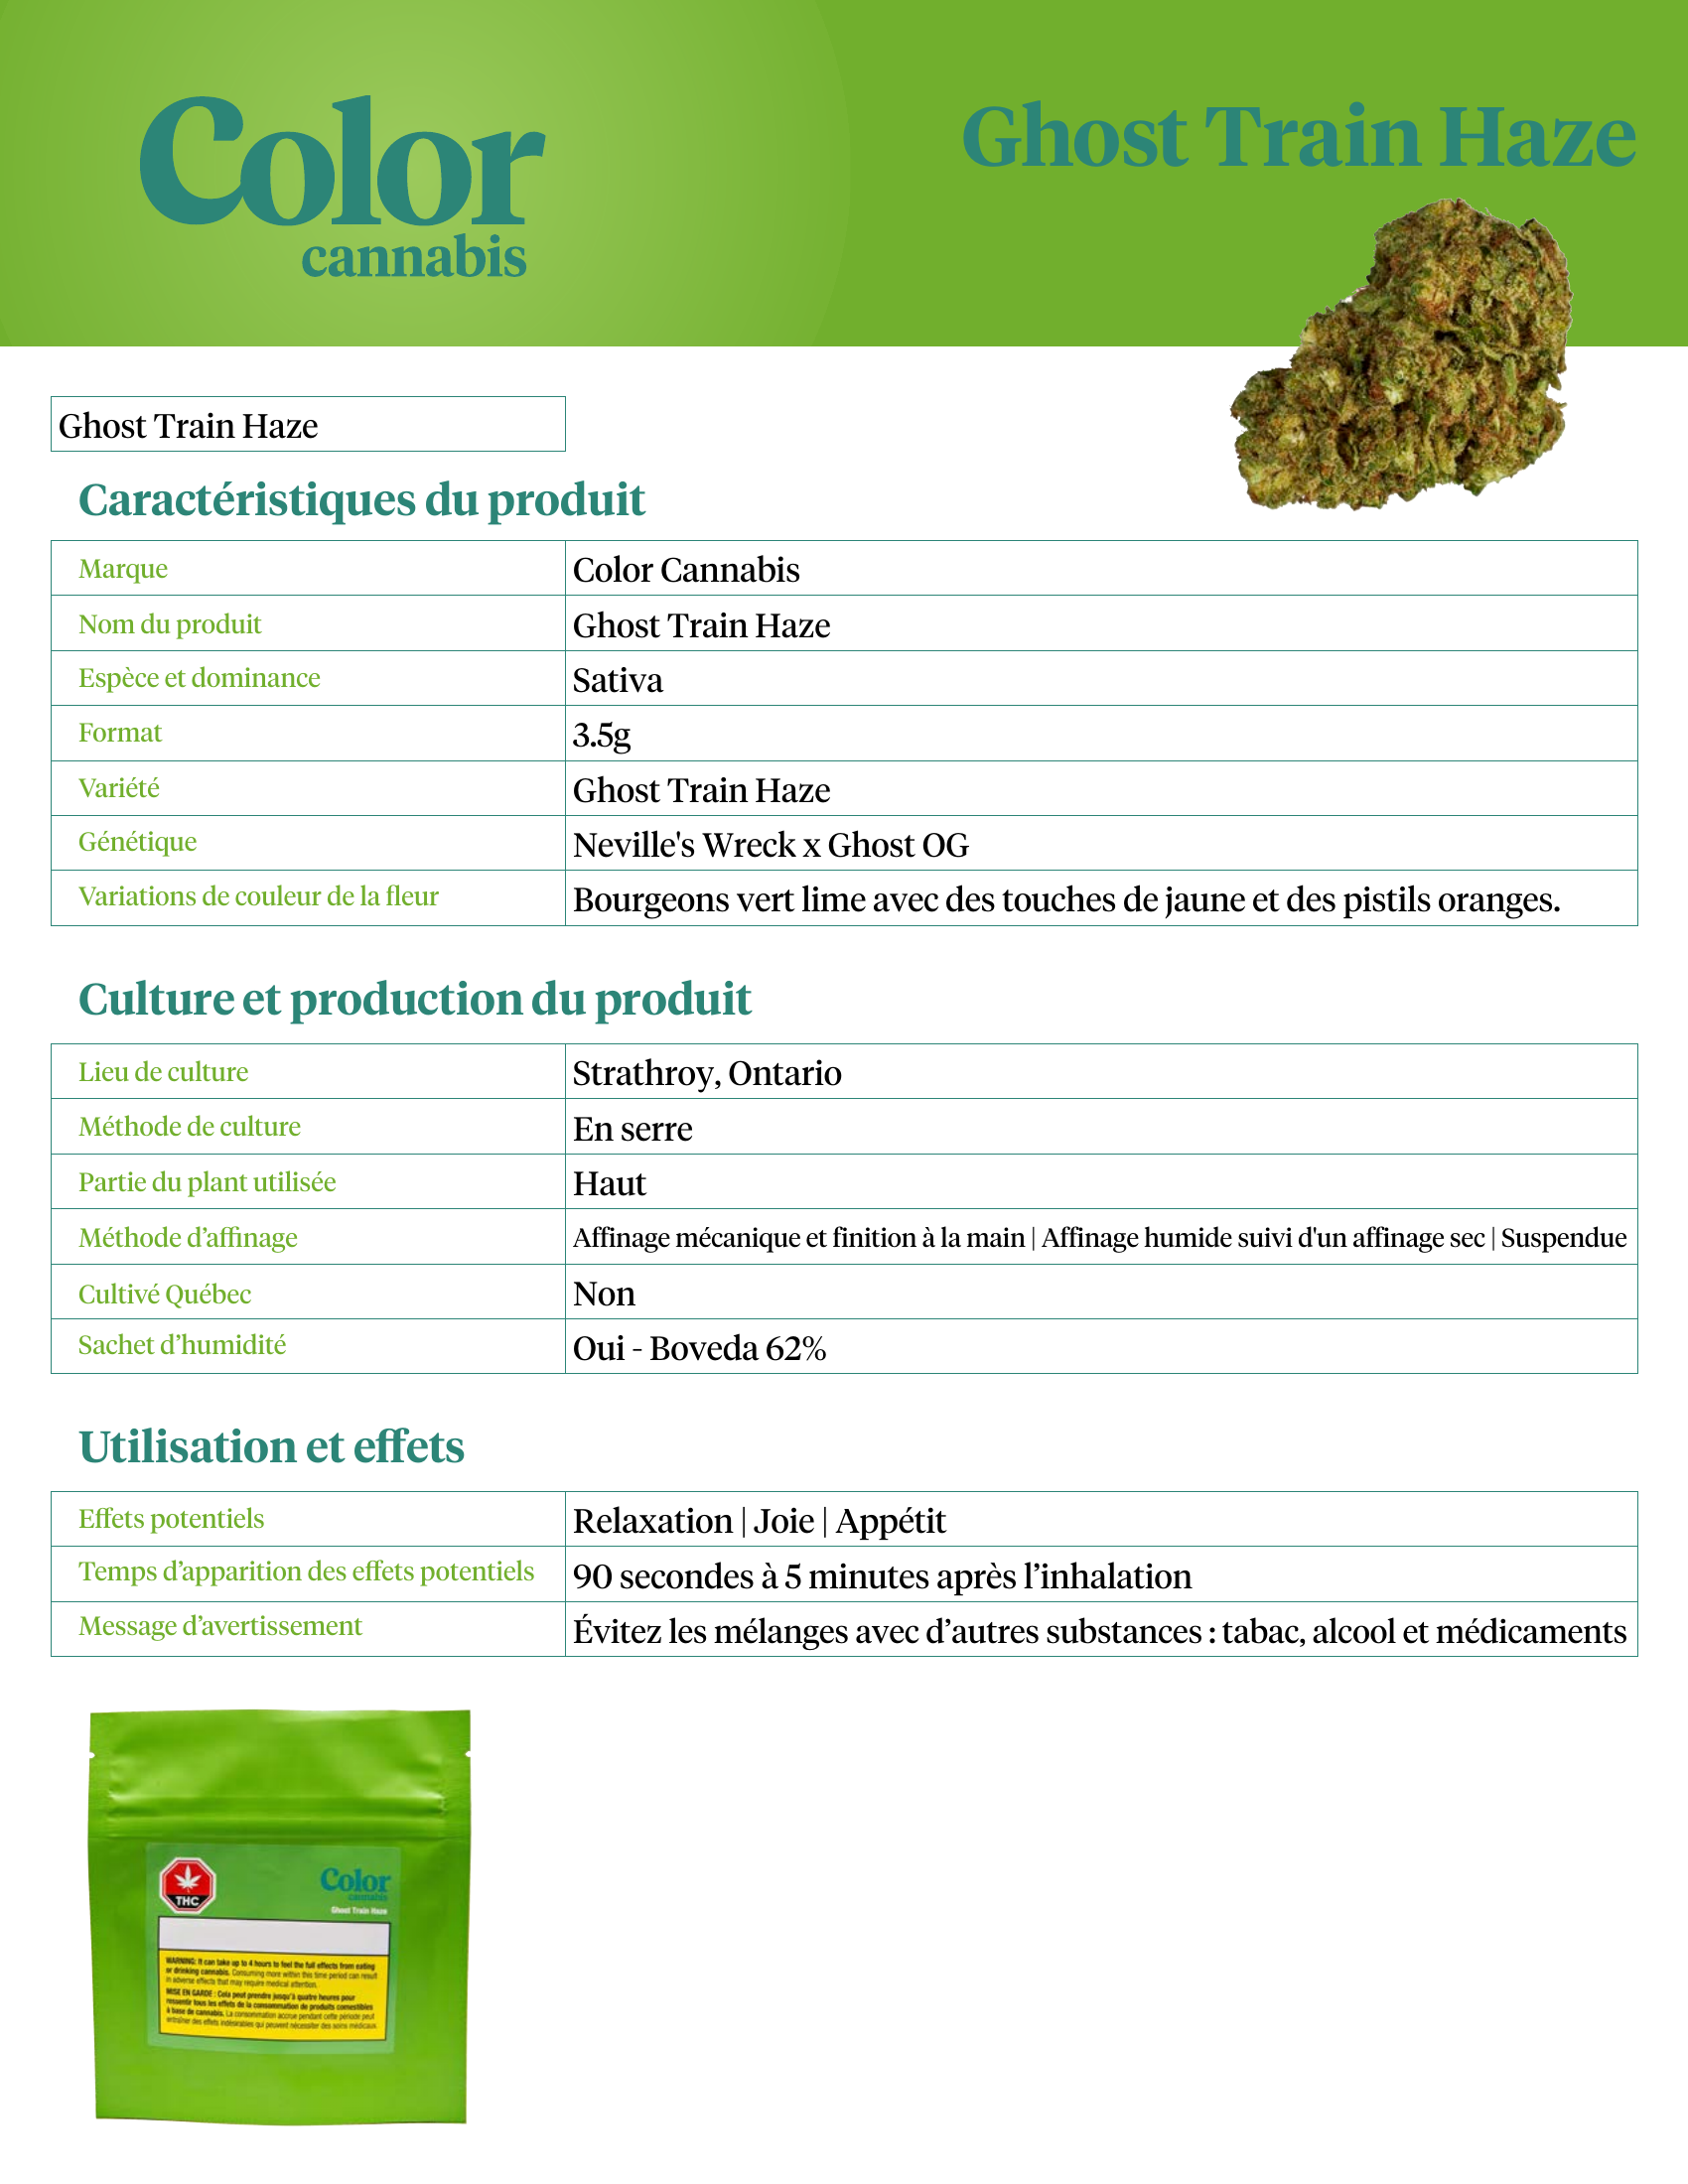 Color
cannabis
Ghost Train Haze
Ghost Train Haze
Caractéristiques du produit
Marque Color Cannabis
Nom du produit Ghost Train Haze
Espèce et dominance Sativa
Format 3.5g
Variété Ghost Train Haze
Génétique Neville's Wreck x Ghost OG
Variations de couleur de la fleur Bourgeons vert lime avec des touches de jaune et des pistils oranges.
Culture et production du produit
Lieu de culture Strathroy, Ontario
Méthode de culture En serre
Partie du plant utilisée Haut
Méthode d’affinage Affinage mécanique et finition à la main | Affinage humide suivi d'un affinage sec | Suspendue
Cultivé Québec Non
Sachet d’humidité Oui - Boveda 62%
Utilisation et effets
Effets potentiels Relaxation | Joie | Appétit
Temps d’apparition des effets potentiels 90 secondes à 5 minutes après l’inhalation
Message d’avertissement Évitez les mélanges avec d’autres substances : tabac, alcool et médicaments
THC
Color
cannabis
Ghost Train Haze
WARNING: It can take up to 4 hours to feel the full effects from eating
or drinking cannabis. Consuming more within this time period can result
in adverse effects that may require medical attention.
MISE EN GARDE : Cela peut prendre jusqu'à quatre heures pour
ressentir tous les effets de la consommation de produits comestibles
à base de cannabis. La consommation accrue pendant cette période peut
entraîner des effets indésirables qui peuvent nécessiter des soins médicaux.